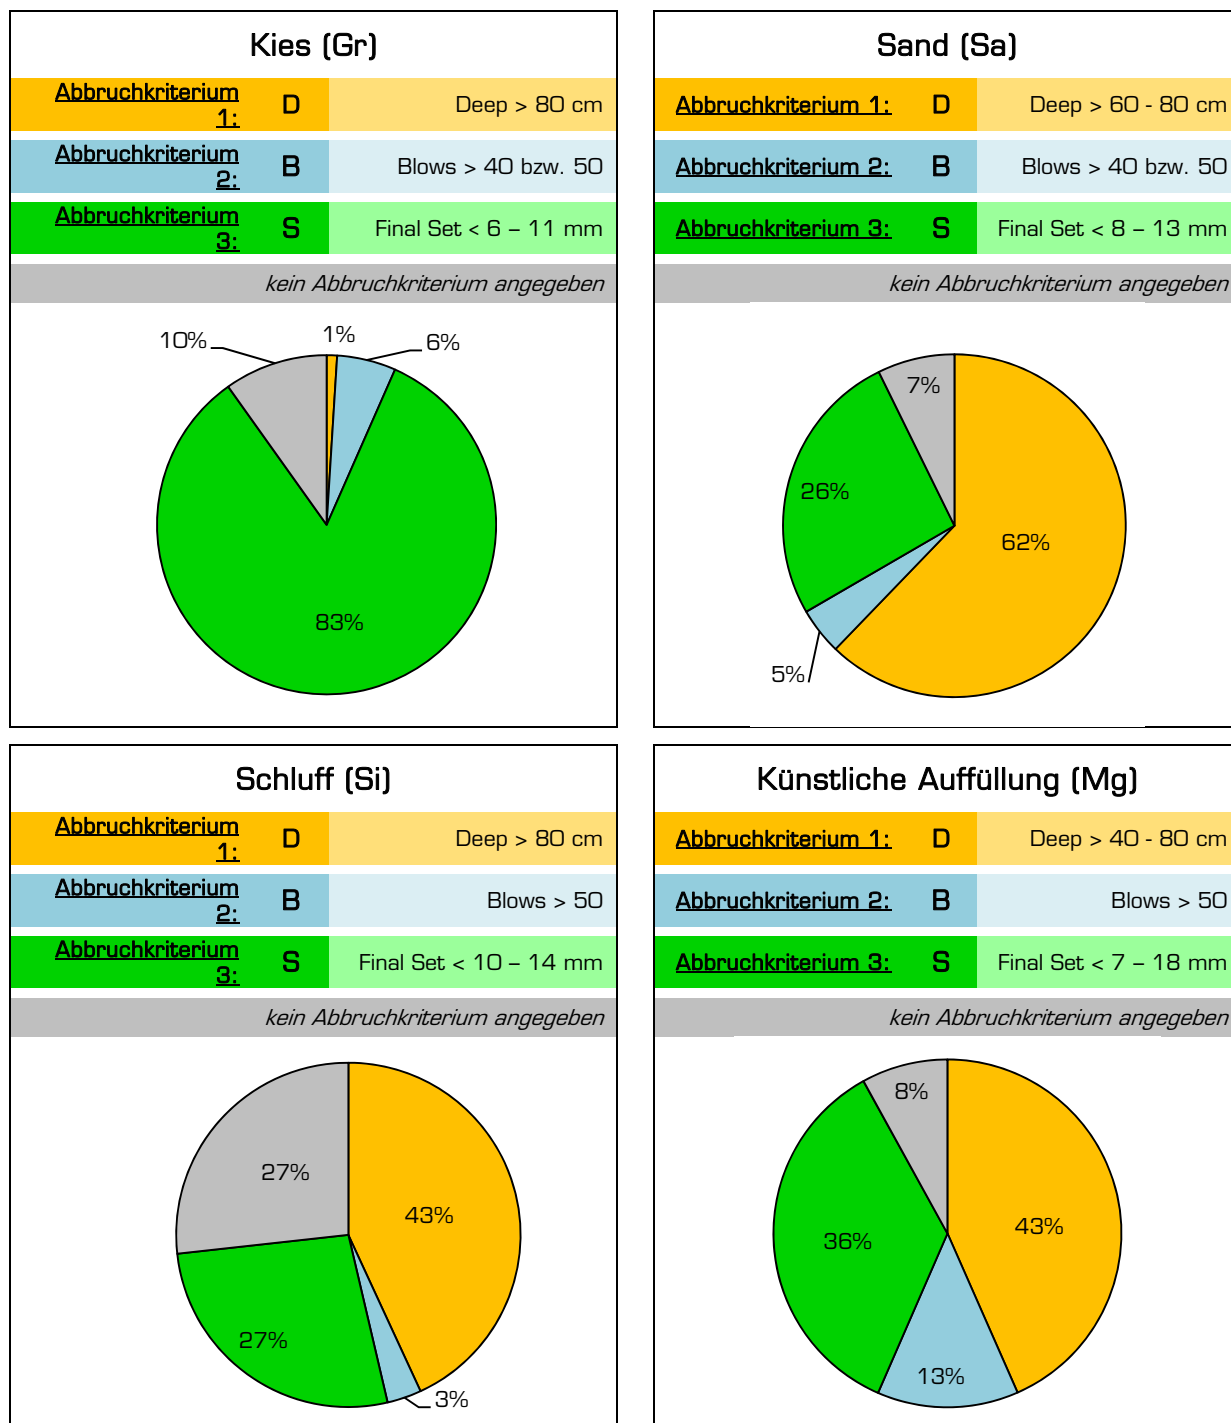 Kies (Gr)
Abbruchkriterium
1:
D
Deep > 80 cm
Abbruchkriterium
2:
B
Blows > 40 bzw. 50
Abbruchkriterium
3:
S
Final Set < 6 – 11 mm
kein Abbruchkriterium angegeben
10%
1%
6%
83%
Sand (Sa)
Abbruchkriterium 1:
D
Deep > 60 - 80 cm
Abbruchkriterium 2:
B
Blows > 40 bzw. 50
Abbruchkriterium 3:
S
Final Set < 8 – 13 mm
kein Abbruchkriterium angegeben
7%
26%
62%
5%
Schluff (Si)
Abbruchkriterium
1:
D
Deep > 80 cm
Abbruchkriterium
2:
B
Blows > 50
Abbruchkriterium
3:
S
Final Set < 10 – 14 mm
kein Abbruchkriterium angegeben
27%
43%
27%
3%
Künstliche Auffüllung (Mg)
Abbruchkriterium 1:
D
Deep > 40 - 80 cm
Abbruchkriterium 2:
B
Blows > 50
Abbruchkriterium 3:
S
Final Set < 7 – 18 mm
kein Abbruchkriterium angegeben
8%
43%
36%
13%